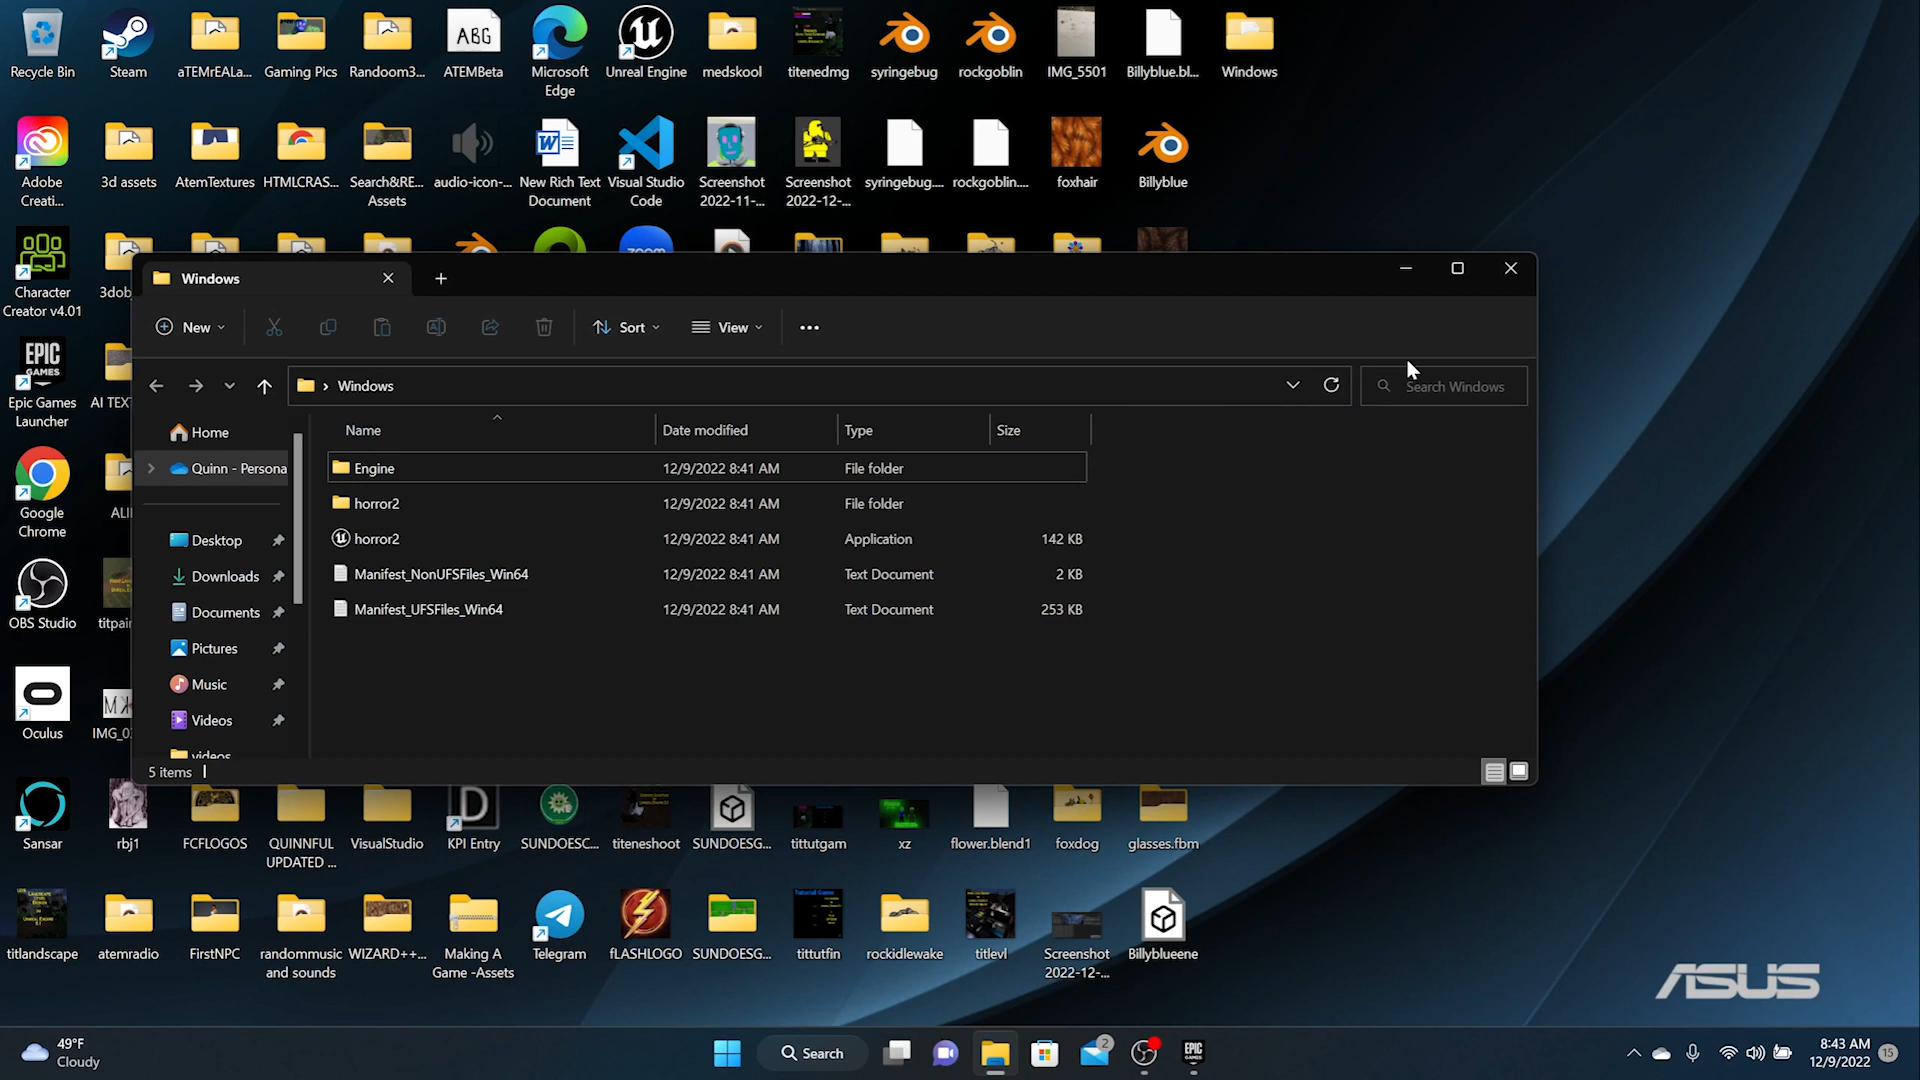 Recycle Bin
Steam
aTEMrEALa...
Gaming Pics
Randoom3...
ABG
ATEMBeta
Microsoft
Edge
Unreal Engine
medskool
titenedmg
syringebug
rockgoblin
IMG_5501
Billyblue.bl...
Windows
Adobe
Creati...
3d assets
AtemTextures
HTMLCRAS...
Search&RE...
Assets
audio-icon-...
New Rich Text
Document
Visual Studio
Code
Screenshot
2022-11-...
Screenshot
2022-12-...
syringebug....
rockgoblin....
foxhair
Billyblue
Character
Creator v4.01
3dob
zoom
Windows
New
Sort
View
EPIC
GAMES
Epic Games
Launcher
AI TEX
Windows
Search Windows
Home
Quinn - Persona
Desktop
Downloads
Documents
Pictures
Music
Videos
videos
Name
Date modified
Type
Size
Engine
12/9/2022 8:41 AM
File folder
horror2
12/9/2022 8:41 AM
File folder
horror2
12/9/2022 8:41 AM
Application
142 KB
Manifest_NonUFSFiles_Win64
12/9/2022 8:41 AM
Text Document
2 KB
Manifest_UFSFiles_Win64
12/9/2022 8:41 AM
Text Document
253 KB
5 items
Google
Chrome
ALI
OBS Studio
titpai
Oculus
IMG_0
Sansar
rbj1
FCFLOGOS
QUINNFUL
UPDATED ...
VisualStudio
KPI Entry
SUNDOESC...
titeneshoot
SUNDOESG...
tittutgam
xz
flower.blend1
foxdog
glasses.fbm
titlandscape
atemradio
FirstNPC
randommusic
and sounds
WIZARD++...
Making A
Game -Assets
Telegram
fLASHLOGO
SUNDOESG...
tittutfin
rockidlewake
titlevl
Screenshot
2022-12-...
Billyblueene
ASUS
49°F
Cloudy
Search
2
EPIC
GAMES
8:43 AM
12/9/2022
15